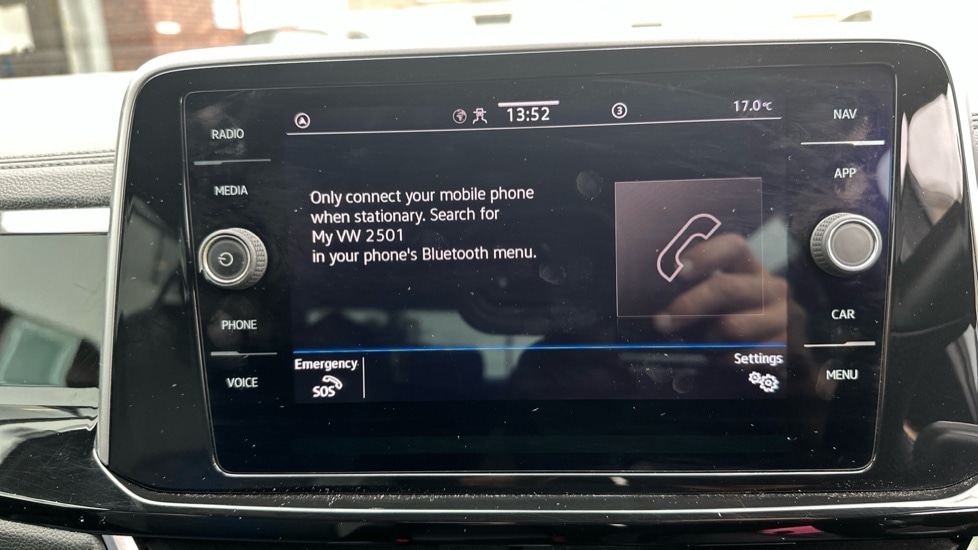 13:52
3
17.0°C
RADIO
MEDIA
PHONE
VOICE
NAV
APP
CAR
MENU
Only connect your mobile phone
when stationary. Search for
My VW 2501
in your phone's Bluetooth menu.
Emergency
SOS
Settings